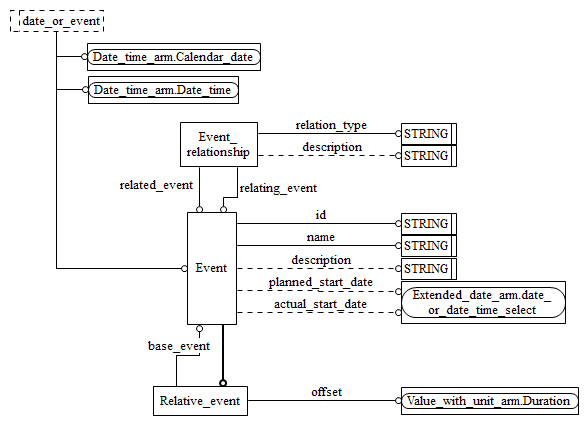 date_or_event
Date_time_arm.Calendar_date
Date_time_arm.Date_time
Event_
relationship
relation_type
STRING
description
STRING
related_event
relating_event
Event
id
STRING
name
STRING
description
STRING
planned_start_date
actual_start_date
Extended_date_arm.date_
or_date_time_select
base_event
Relative_event
offset
Value_with_unit_arm.Duration